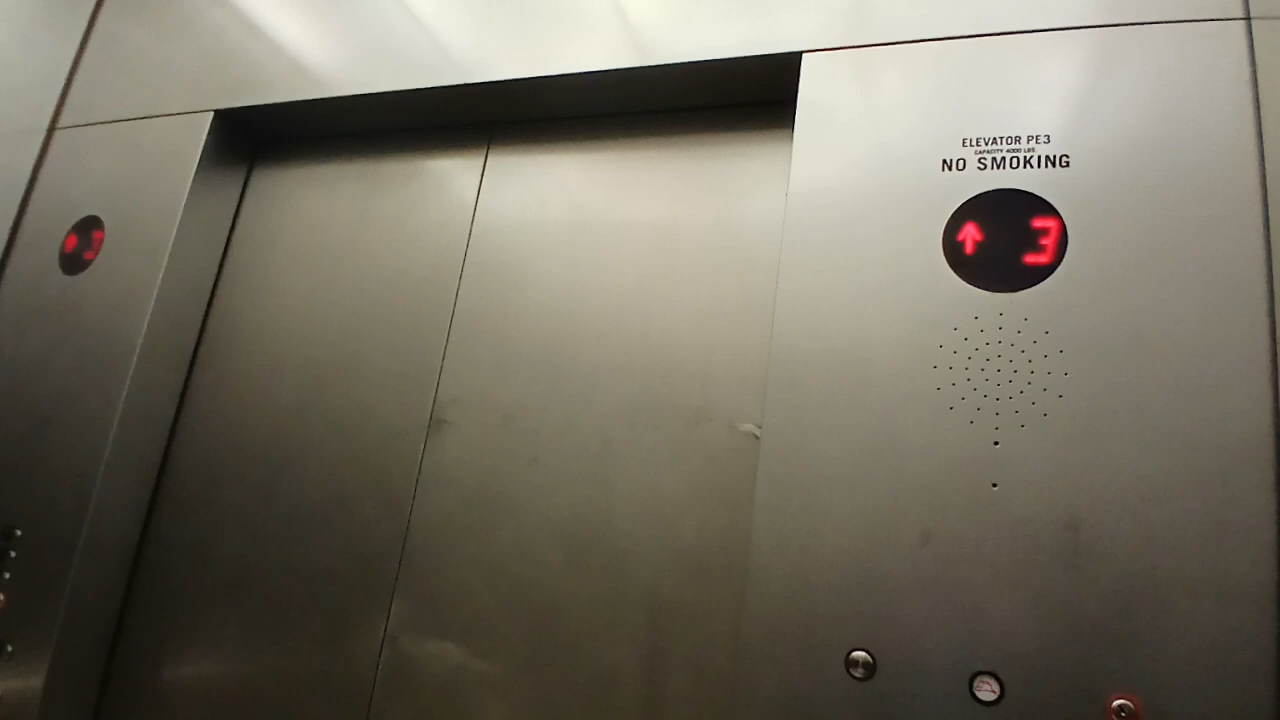 ELEVATOR PE3
CAPACITY 4000 LBS.
NO SMOKING
↑ 3